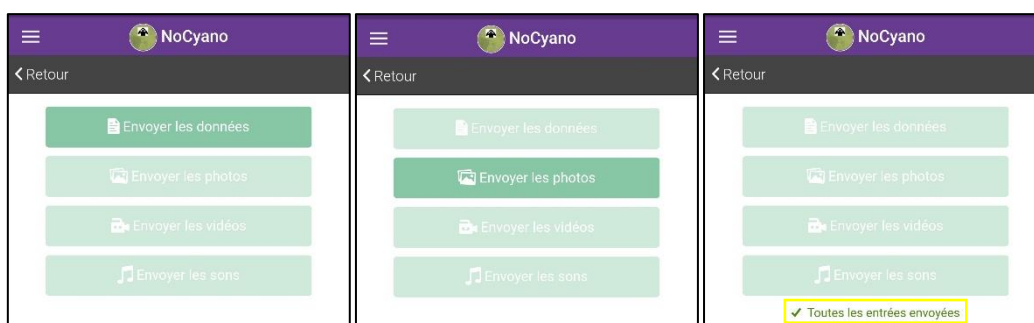 NoCyano
Retour
Envoyer les données
Envoyer les photos
Envoyer les vidéos
Envoyer les sons
NoCyano
Retour
Envoyer les données
Envoyer les photos
Envoyer les vidéos
Envoyer les sons
NoCyano
Retour
Envoyer les données
Envoyer les photos
Envoyer les vidéos
Envoyer les sons
Toutes les entrées envoyées